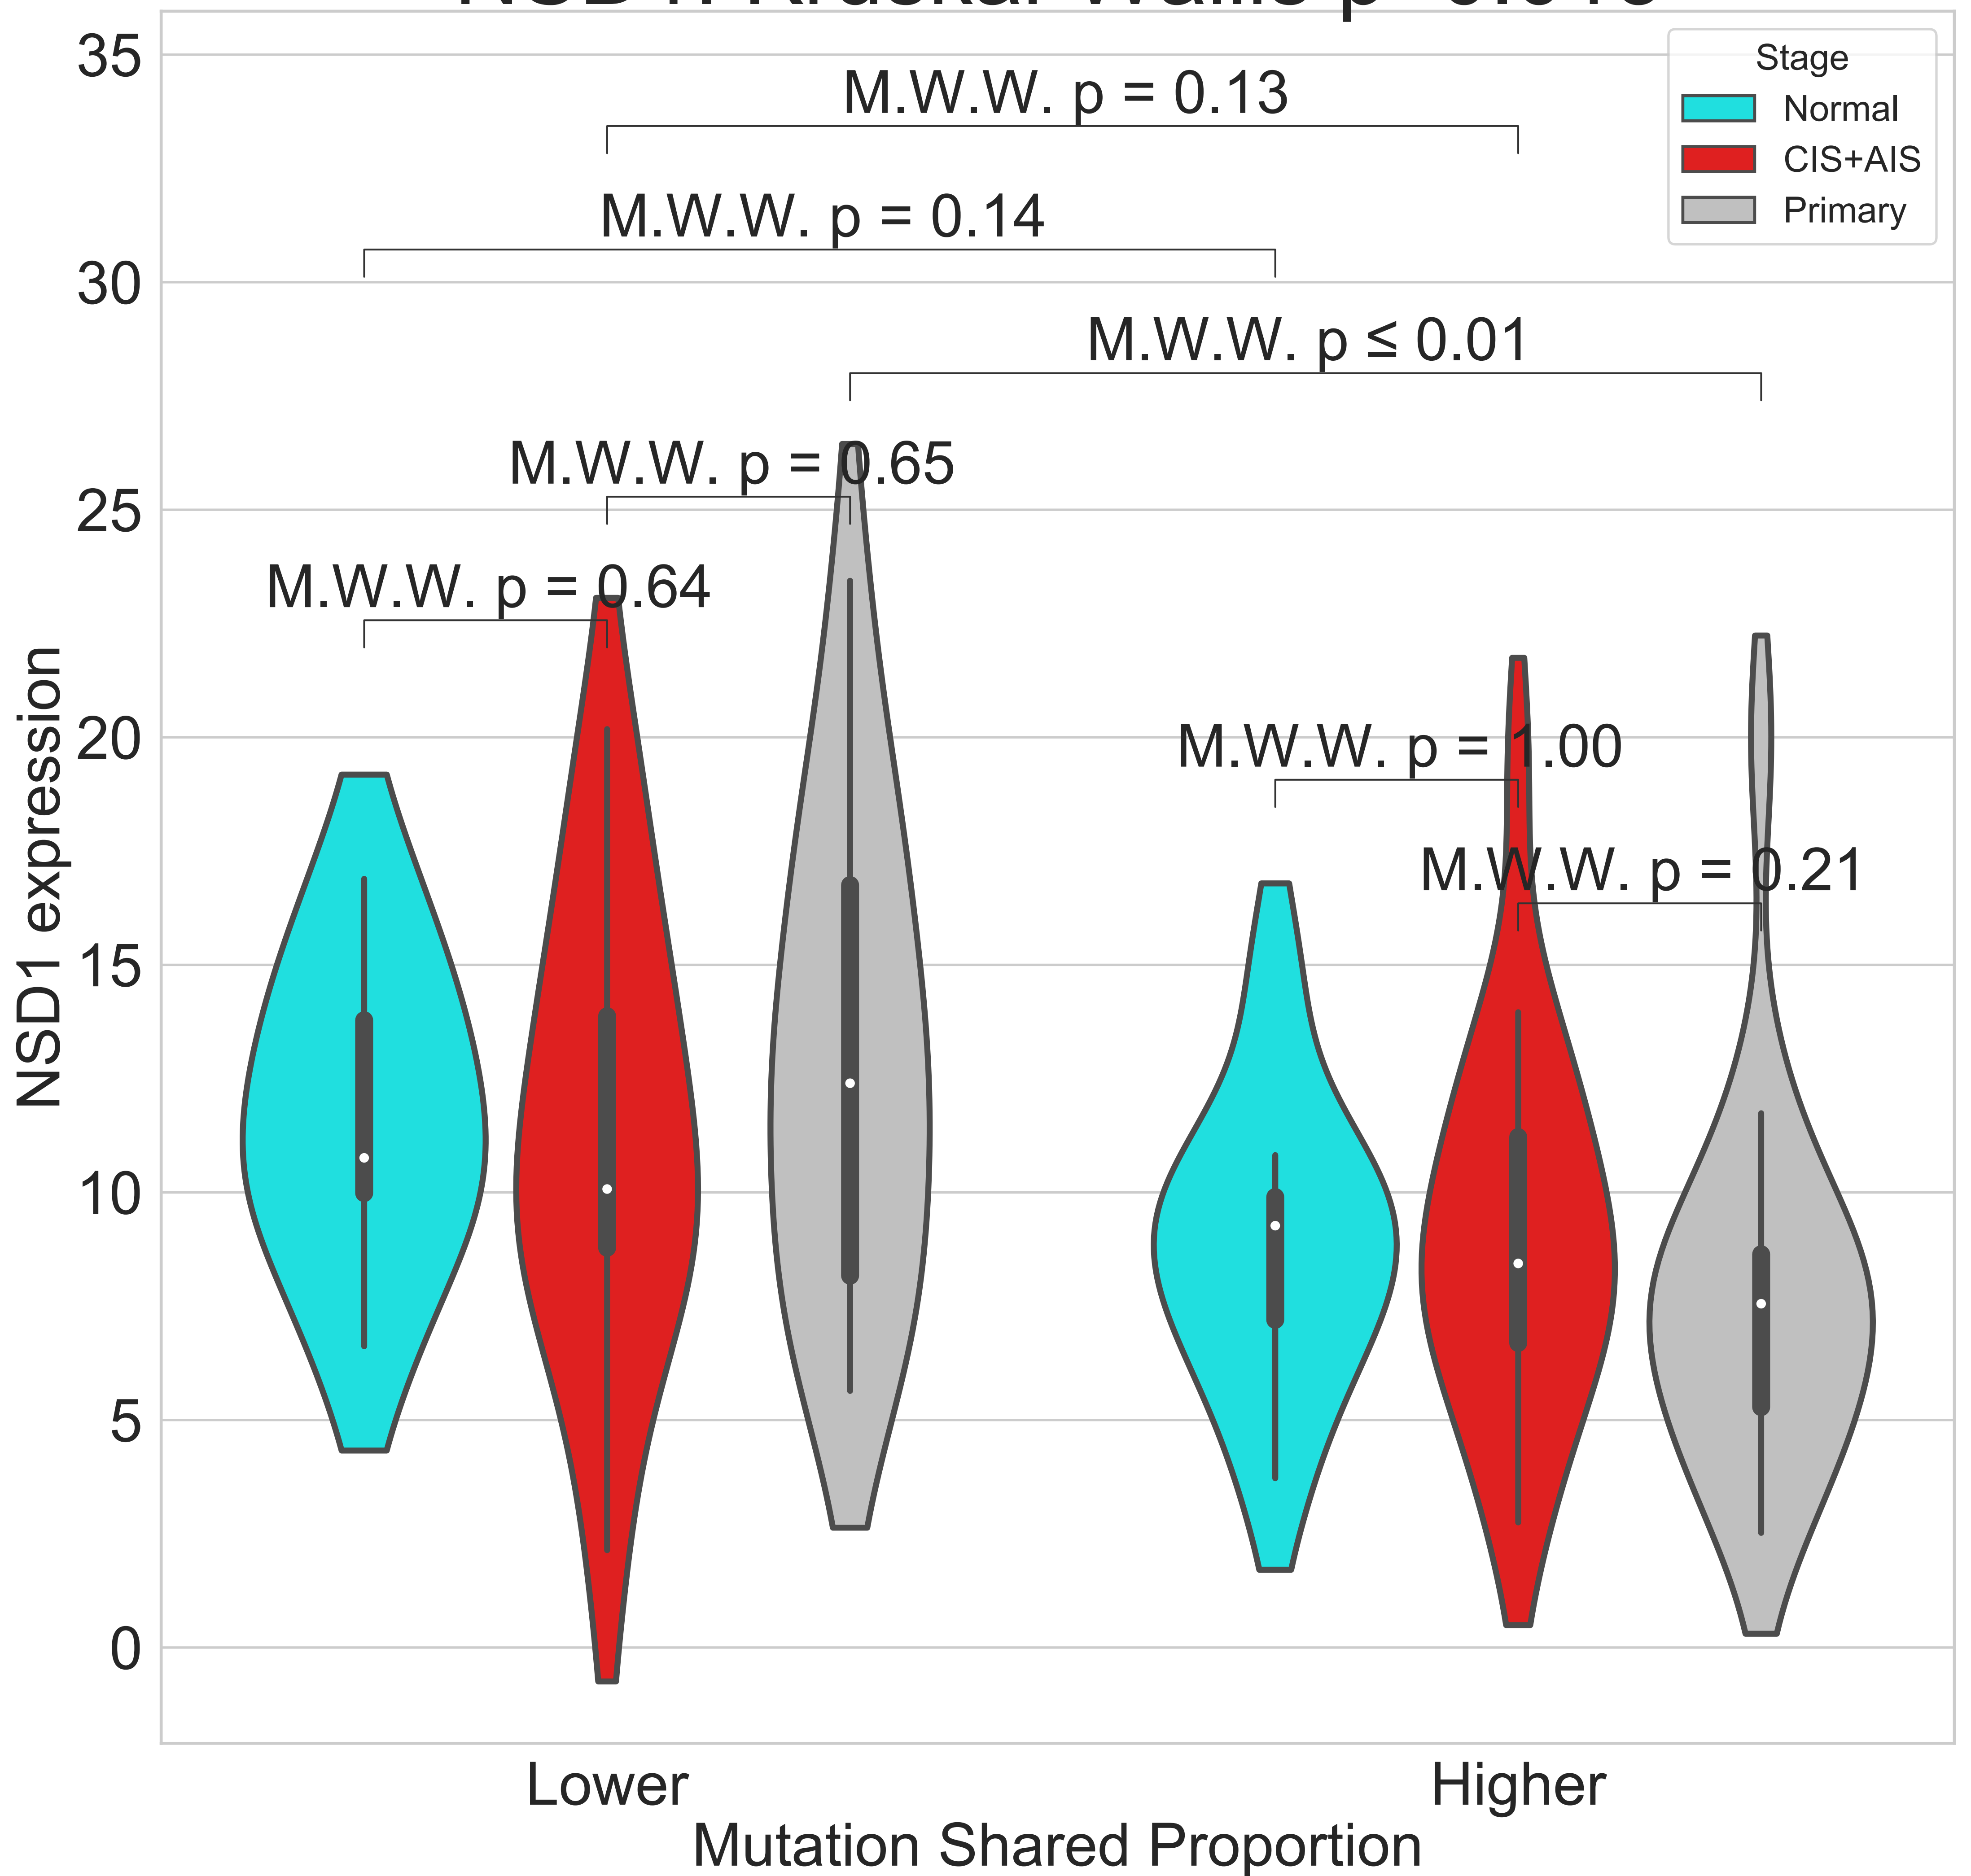 35
Stage
Normal
CIS+AIS
Primary
M.W.W. p = 0.13
M.W.W. p = 0.14
30
M.W.W. p ≤ 0.01
M.W.W. p = 0.65
25
M.W.W. p = 0.64
20
M.W.W. p = 1.00
M.W.W. p = 0.21
15
10
5
0
NSD1 expression
Lower
Higher
Mutation Shared Proportion